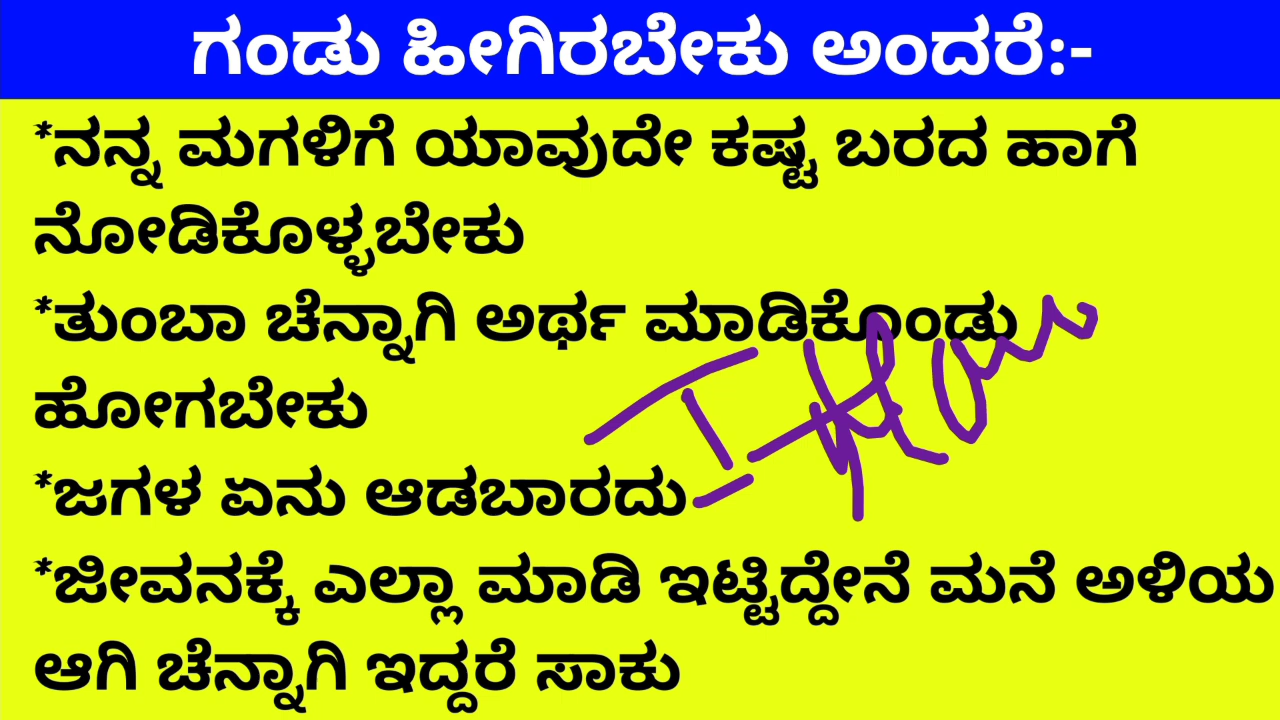 ಗಂಡು ಹೀಗಿರಬೇಕು ಅಂದರೆ:-
*ನನ್ನ ಮಗಳಿಗೆ ಯಾವುದೇ ಕಷ್ಟ ಬರದ ಹಾಗೆ
ನೋಡಿಕೊಳ್ಳಬೇಕು
*ತುಂಬಾ ಚೆನ್ನಾಗಿ ಅರ್ಥ ಮಾಡಿಕೊಂಡು
ಹೋಗಬೇಕು
*ಜಗಳ ಏನು ಆಡಬಾರದು
*ಜೀವನಕ್ಕೆ ಎಲ್ಲಾ ಮಾಡಿ ಇಟ್ಟಿದ್ದೇನೆ ಮನೆ ಅಳಿಯ
ಆಗಿ ಚೆನ್ನಾಗಿ ಇದ್ದರೆ ಸಾಕು